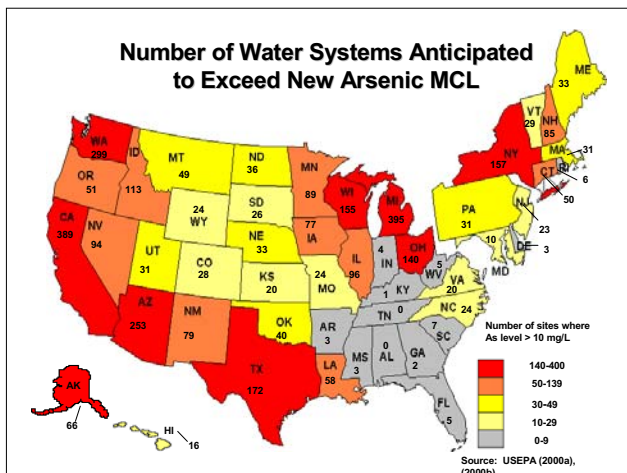 Number of Water Systems Anticipated
to Exceed New Arsenic MCL
WA
299
OR
51
CA
389
NV
94
ID
113
MT
49
24
WY
UT
31
CO
28
AZ
253
NM
79
ND
36
SD
26
NE
33
KS
20
OK
40
TX
172
MN
89
77
IA
24
MO
AR
3
LA
58
WI
155
IL
96
MI
395
4
IN
OH
140
1
KY
TN
0
MS
3
0
AL
GA
2
FL
5
7
SC
NC 24
VA
20
5
WV
PA
31
NY
157
VT
29
NH
85
ME
33
MA
31
RI
6
CT
50
NJ
23
DE
3
10
MD
AK
66
HI
16
Number of sites where
As level > 10 mg/L
140-400
50-139
30-49
10-29
0-9
Source: USEPA (2000a),
(2000b)